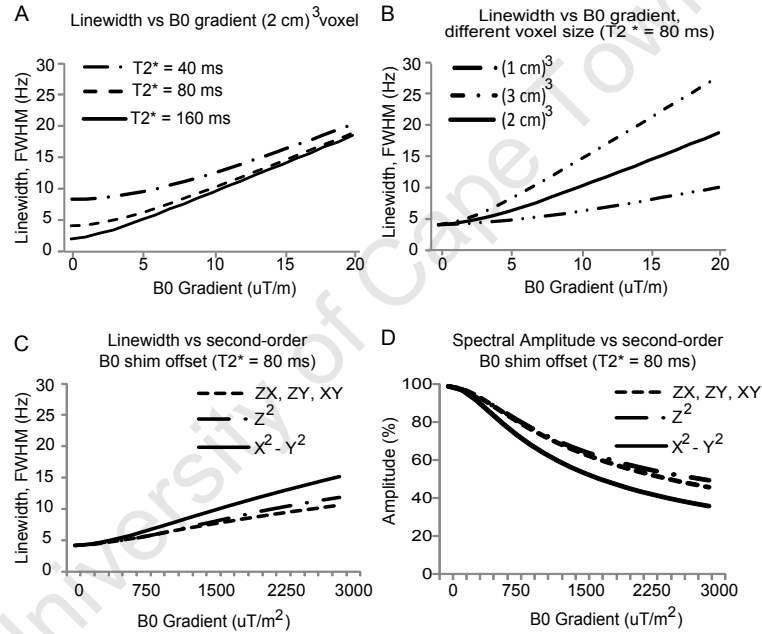 A
Linewidth vs B0 gradient (2 cm)³ voxel
Linewidth, FWHM (Hz)
30
25
20
15
10
5
0
T2* = 40 ms
T2* = 80 ms
T2* = 160 ms
0 5 10 15 20
B0 Gradient (uT/m)
B
Linewidth vs B0 gradient,
different voxel size (T2 * = 80 ms)
Linewidth, FWHM (Hz)
30
25
20
15
10
5
0
(1 cm)³
(3 cm)³
(2 cm)³
0 5 10 15 20
B0 Gradient (uT/m)
C
Linewidth vs second-order
B0 shim offset (T2* = 80 ms)
Linewidth, FWHM (Hz)
30
25
20
15
10
5
0
ZX, ZY, XY
Z²
X² - Y²
0 750 1500 2250 3000
B0 Gradient (uT/m²)
D
Spectral Amplitude vs second-order
B0 shim offset (T2* = 80 ms)
Amplitude (%)
100
80
60
40
20
0
ZX, ZY, XY
Z²
X² - Y²
0 750 1500 2250 3000
B0 Gradient (uT/m²)
University of Cape Town